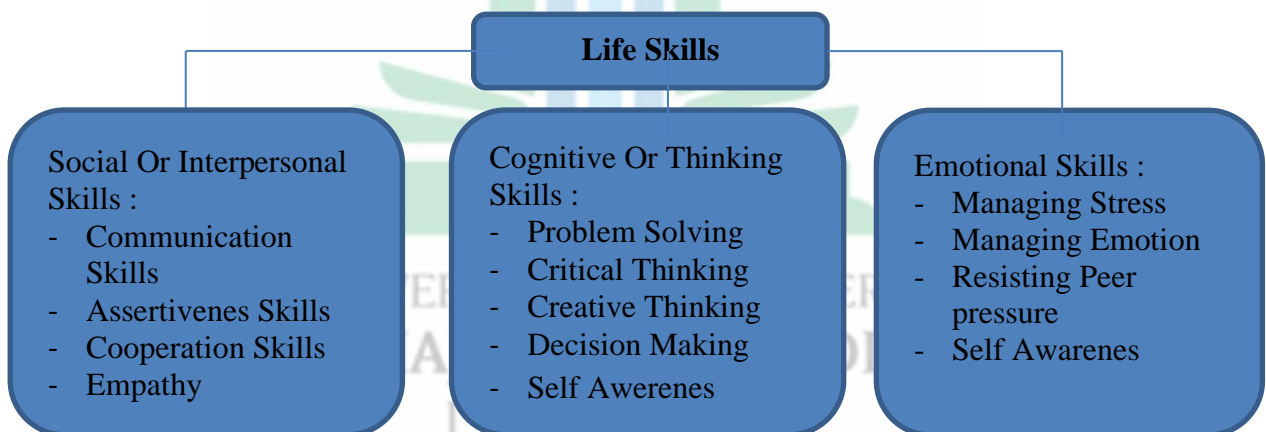 Life Skills
Social Or Interpersonal
Skills :
- Communication
Skills
- Assertivenes Skills
- Cooperation Skills
- Empathy
Cognitive Or Thinking
Skills :
- Problem Solving
- Critical Thinking
- Creative Thinking
- Decision Making
- Self Awerenes
Emotional Skills :
- Managing Stress
- Managing Emotion
- Resisting Peer
pressure
- Self Awarenes